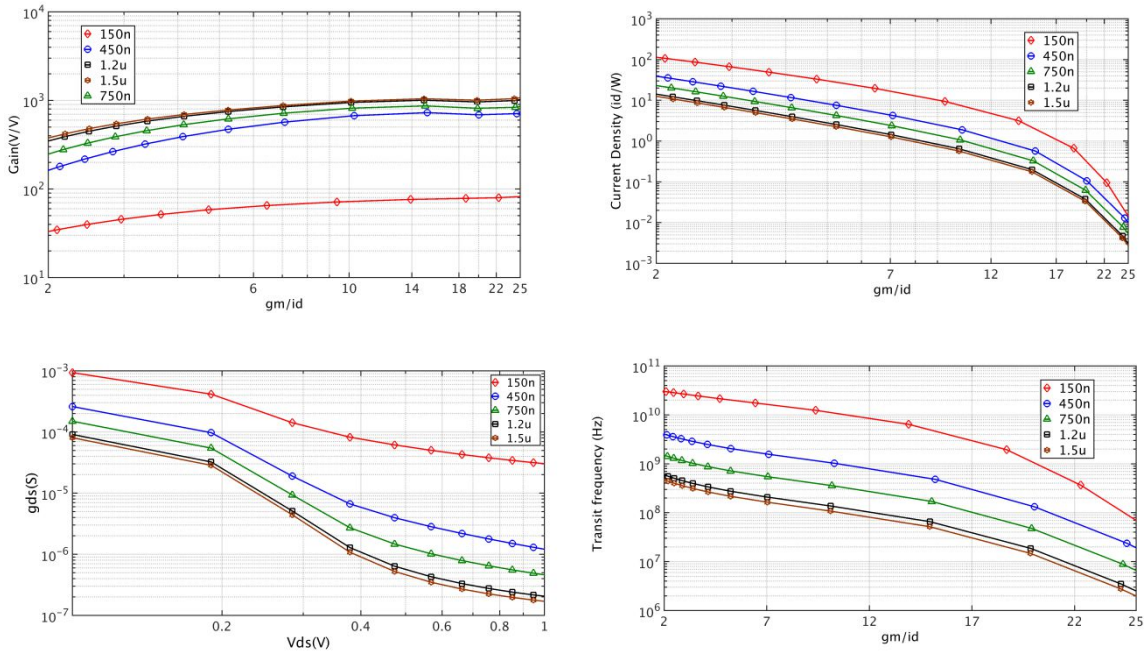 10^4
10^3
10^2
10^1
Gain(V/V)
150n
450n
1.2u
1.5u
750n
2 6 10 14 18 22 25
gm/id
10^3
10^2
10^1
10^0
10^-1
10^-2
10^-3
Current Density (id/W)
150n
450n
750n
1.2u
1.5u
2 7 12 17 22 25
gm/id
10^-3
10^-4
10^-5
10^-6
10^-7
gds(S)
150n
450n
750n
1.2u
1.5u
0.2 0.4 0.6 0.8 1
Vds(V)
10^11
10^10
10^9
10^8
10^7
10^6
Transit frequency (Hz)
150n
450n
750n
1.2u
1.5u
2 7 12 17 22 25
gm/id